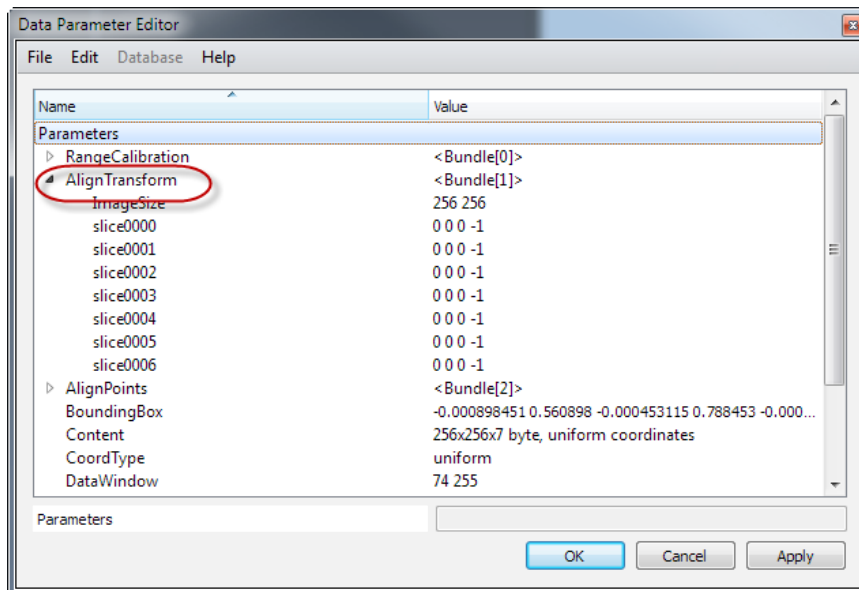 Data Parameter Editor
File Edit Database Help
Name Value
Parameters
RangeCalibration <Bundle[0]>
AlignTransform <Bundle[1]>
ImageSize 256 256
slice0000 0 0 0 -1
slice0001 0 0 0 -1
slice0002 0 0 0 -1
slice0003 0 0 0 -1
slice0004 0 0 0 -1
slice0005 0 0 0 -1
slice0006 0 0 0 -1
AlignPoints <Bundle[2]>
BoundingBox -0.000898451 0.560898 -0.000453115 0.788453 -0.000...
Content 256x256x7 byte, uniform coordinates
CoordType uniform
DataWindow 74 255
Parameters
OK Cancel Apply